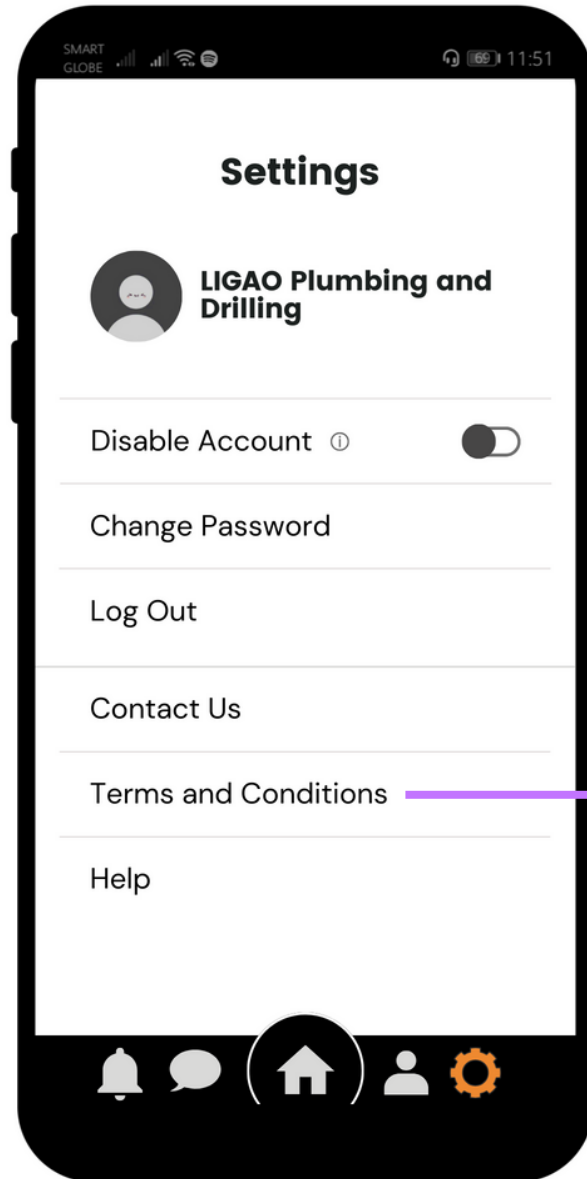 SMART
GLOBE
69 11:51
Settings
LIGAO Plumbing and
Drilling
Disable Account
Change Password
Log Out
Contact Us
Terms and Conditions
Help